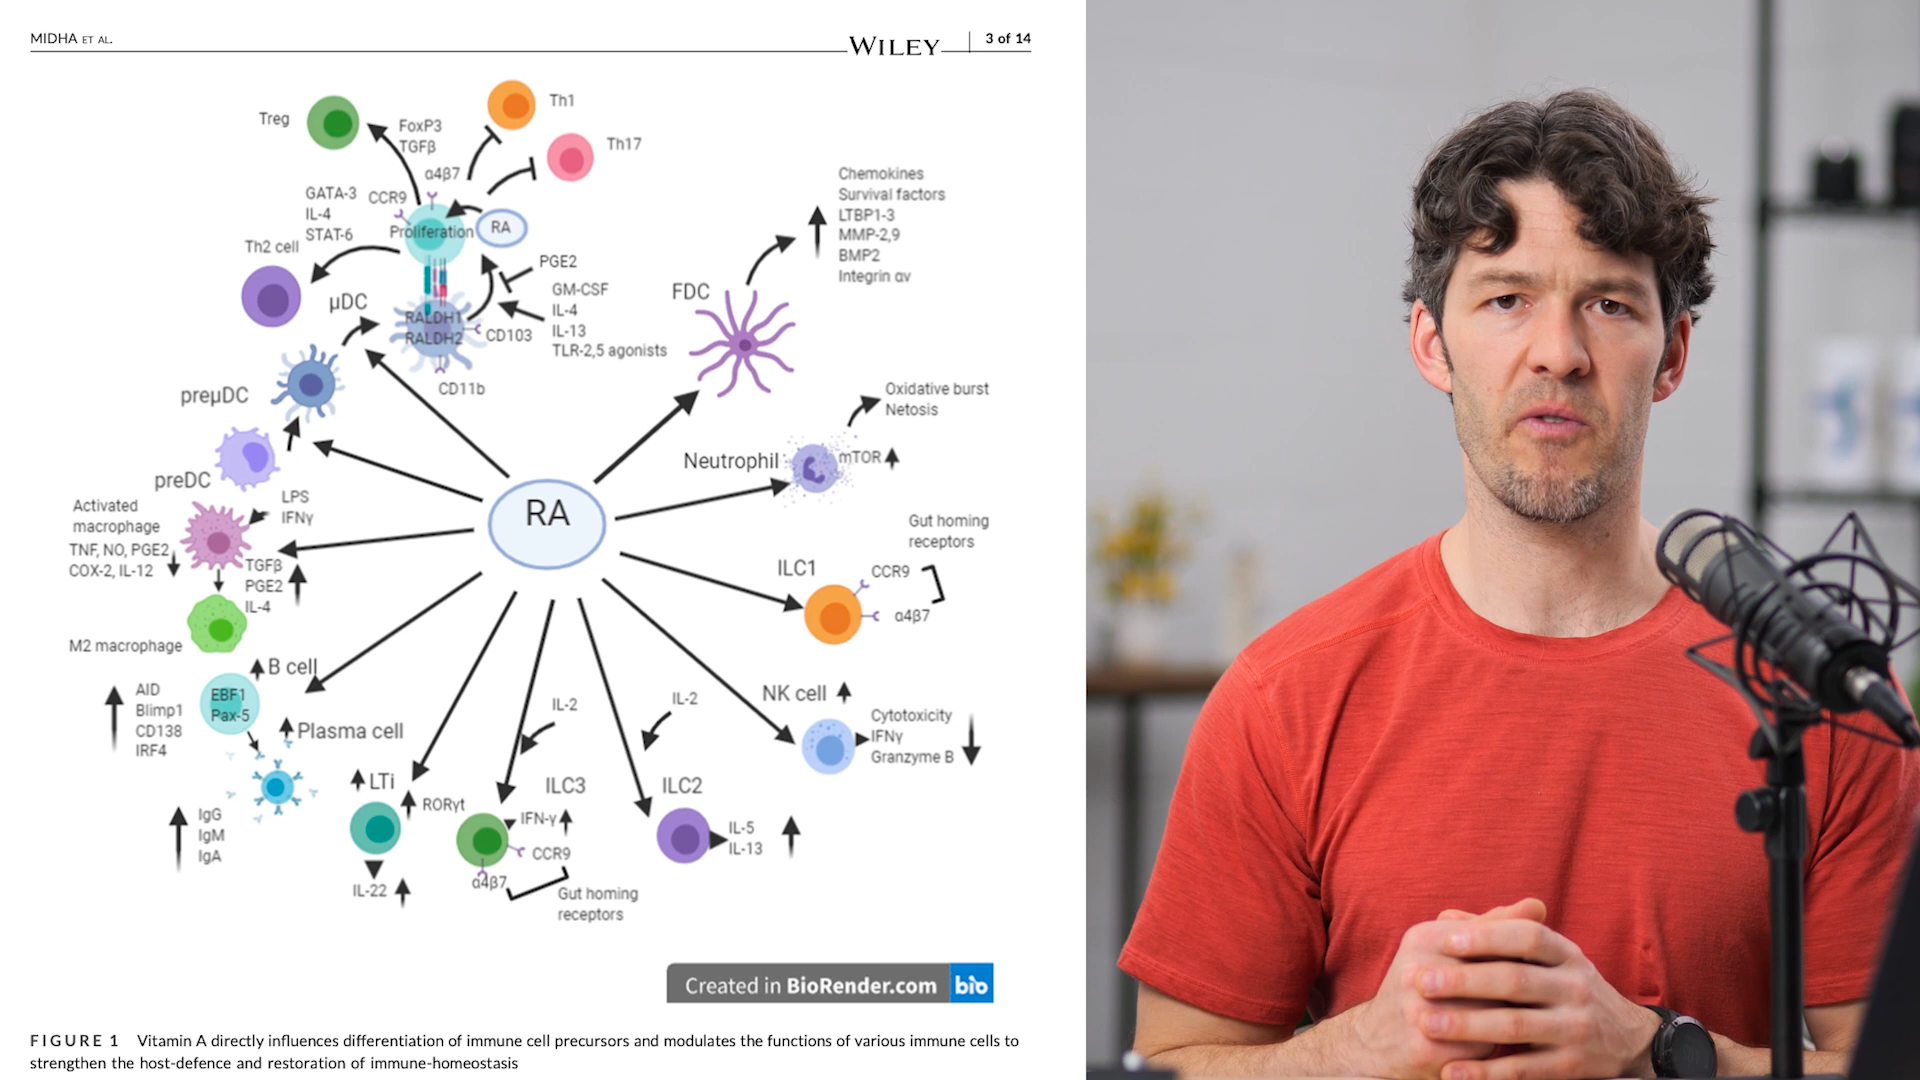 MIDHA ET AL.
WILEY
3 of 14
Treg
FoxP3
TGFβ
Th1
Th17
α4β7
CCR9
GATA-3
IL-4
STAT-6
Th2 cell
Proliferation
RA
PGE2
GM-CSF
IL-4
IL-13
TLR-2,5 agonists
μDC
RALDH1
RALDH2
CD103
CD11b
FDC
Chemokines
Survival factors
LTBP1-3
MMP-2,9
BMP2
Integrin αv
preμDC
preDC
Oxidative burst
Netosis
Neutrophil
mTOR
Activated
macrophage
LPS
IFNγ
TNF, NO, PGE2
COX-2, IL-12
TGFβ
PGE2
IL-4
M2 macrophage
RA
Gut homing
receptors
ILC1
CCR9
α4β7
B cell
AID
Blimp1
CD138
IRF4
EBF1
Pax-5
Plasma cell
IgG
IgM
IgA
LTi
RORγt
IL-22
IL-2
ILC3
IFN-γ
CCR9
α4β7
Gut homing
receptors
IL-2
ILC2
IL-5
IL-13
NK cell
Cytotoxicity
IFNγ
Granzyme B
Created in BioRender.com bio
FIGURE 1 Vitamin A directly influences differentiation of immune cell precursors and modulates the functions of various immune cells to
strengthen the host-defence and restoration of immune-homeostasis